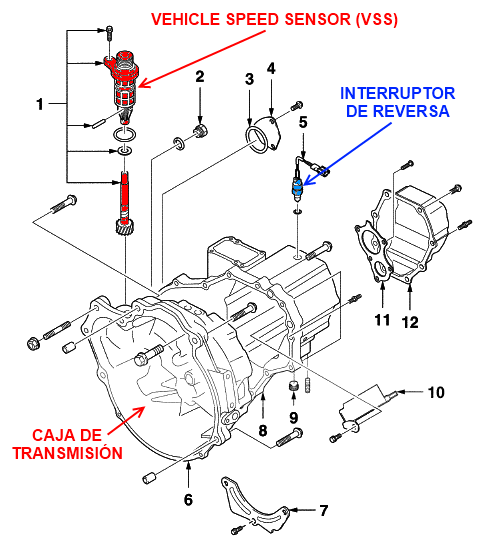 VEHICLE SPEED SENSOR (VSS)
1
2
3
4
5
INTERRUPTOR
DE REVERSA
11
12
10
CAJA DE
TRANSMISIÓN
6
8
9
7